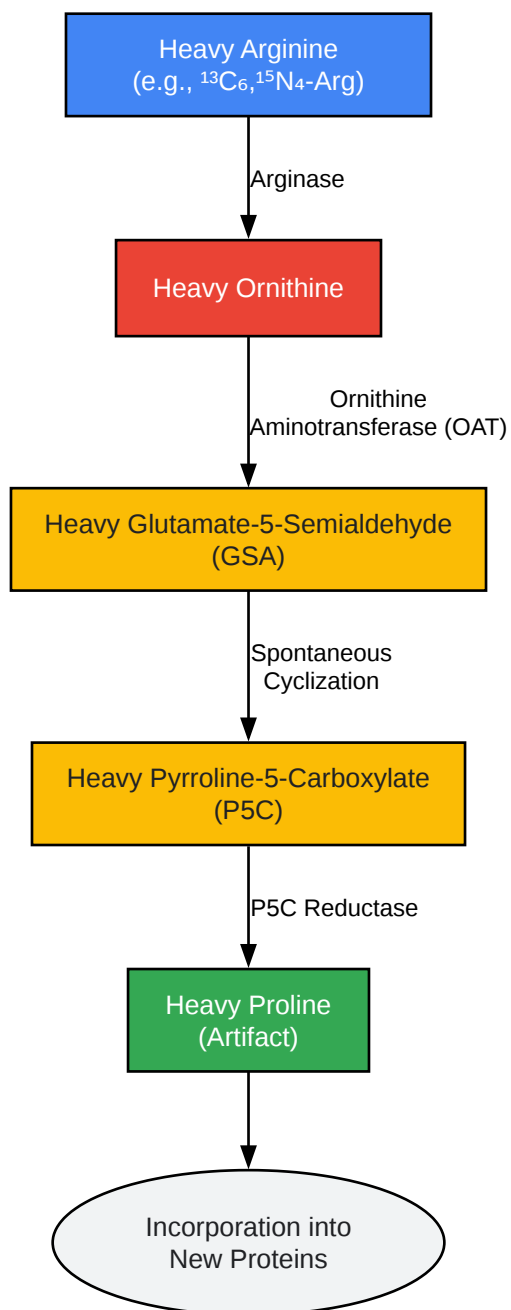 Heavy Arginine
(e.g., ¹³C₆,¹⁵N₄-Arg)
Arginase
Heavy Ornithine
Ornithine
Aminotransferase (OAT)
Heavy Glutamate-5-Semialdehyde
(GSA)
Spontaneous
Cyclization
Heavy Pyrroline-5-Carboxylate
(P5C)
P5C Reductase
Heavy Proline
(Artifact)
Incorporation into
New Proteins